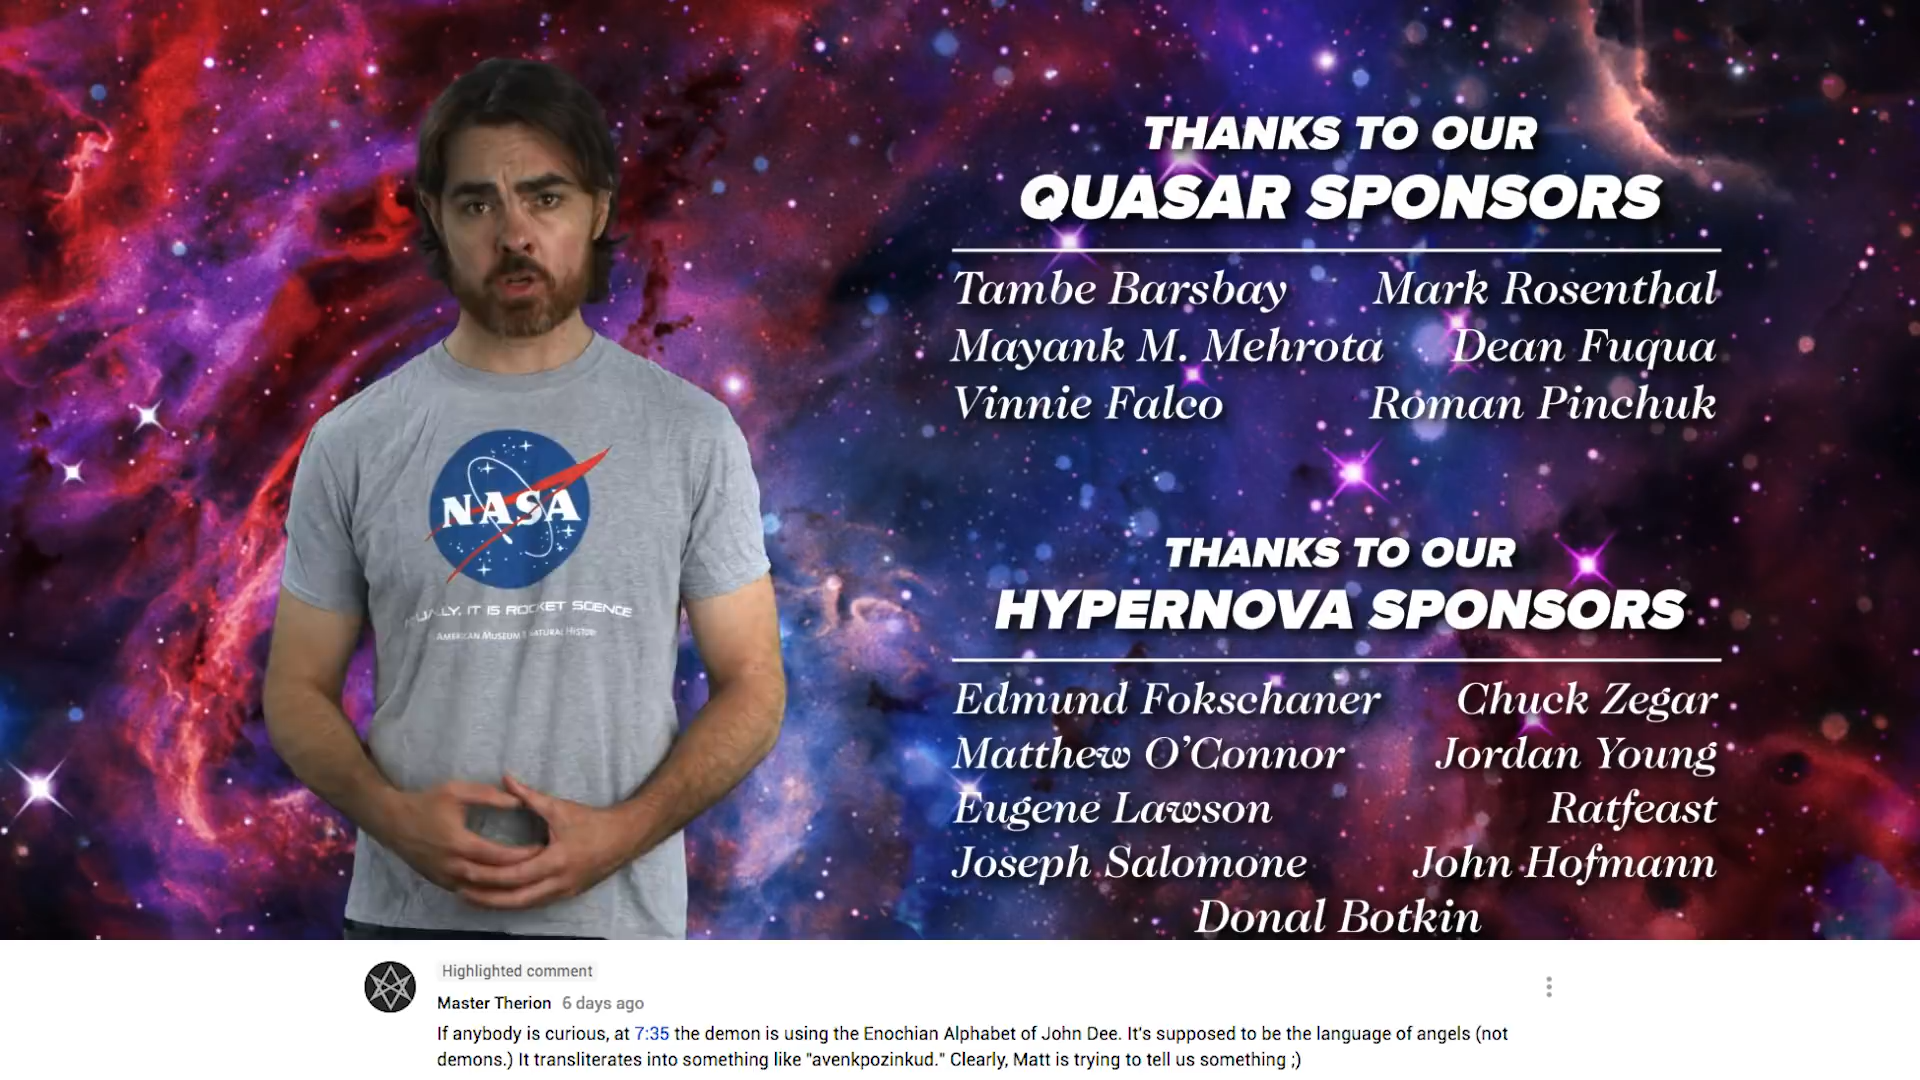 THANKS TO OUR
QUASAR SPONSORS
Tambe Barsbay Mark Rosenthal
Mayank M. Mehrota Dean Fuqua
Vinnie Falco Roman Pinchuk
NASA
IT IS ROCKET SCIENCE
AMERICAN MUSEUM NATURAL HISTORY
THANKS TO OUR
HYPERNOVA SPONSORS
Edmund Fokschaner Chuck Zegar
Matthew O'Connor Jordan Young
Eugene Lawson Ratfeast
Joseph Salomone John Hofmann
Donal Botkin
Highlighted comment
Master Therion 6 days ago
If anybody is curious, at 7:35 the demon is using the Enochian Alphabet of John Dee. It's supposed to be the language of angels (not
demons.) It transliterates into something like "avenkpozinkud." Clearly, Matt is trying to tell us something ;)